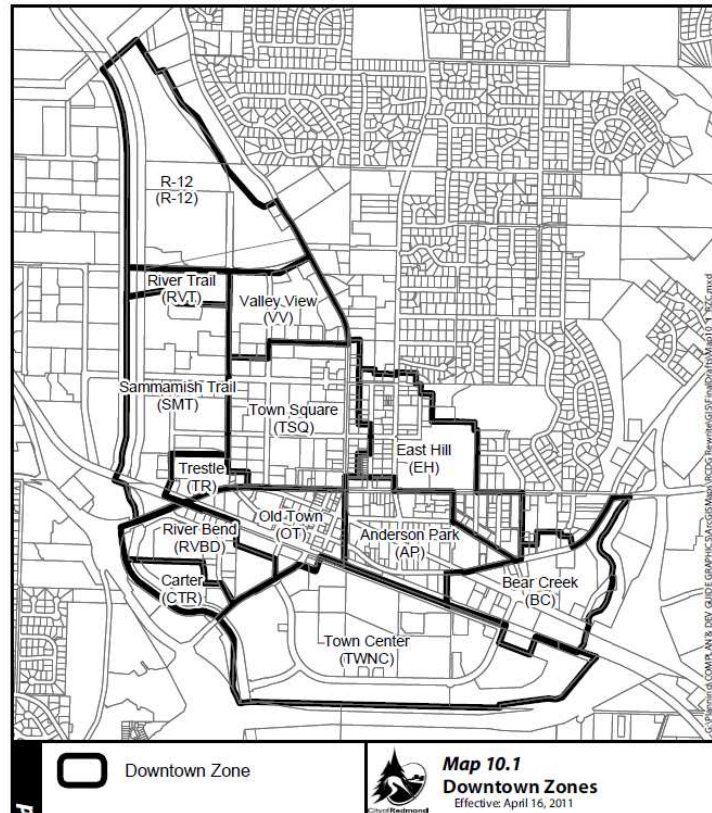 R-12
(R-12)
River Trail
(RVT)
Valley View
(VV)
Sammamish Trail
(SMT)
Town Square
(TSQ)
East Hill
(EH)
Trestle
(TR)
Old Town
(OT)
River Bend
(RVBD)
Anderson Park
(AP)
Carter
(CTR)
Bear Creek
(BC)
Town Center
(TWNC)
Downtown Zone
Map 10.1
Downtown Zones
Effective: April 16, 2011
City of Redmond